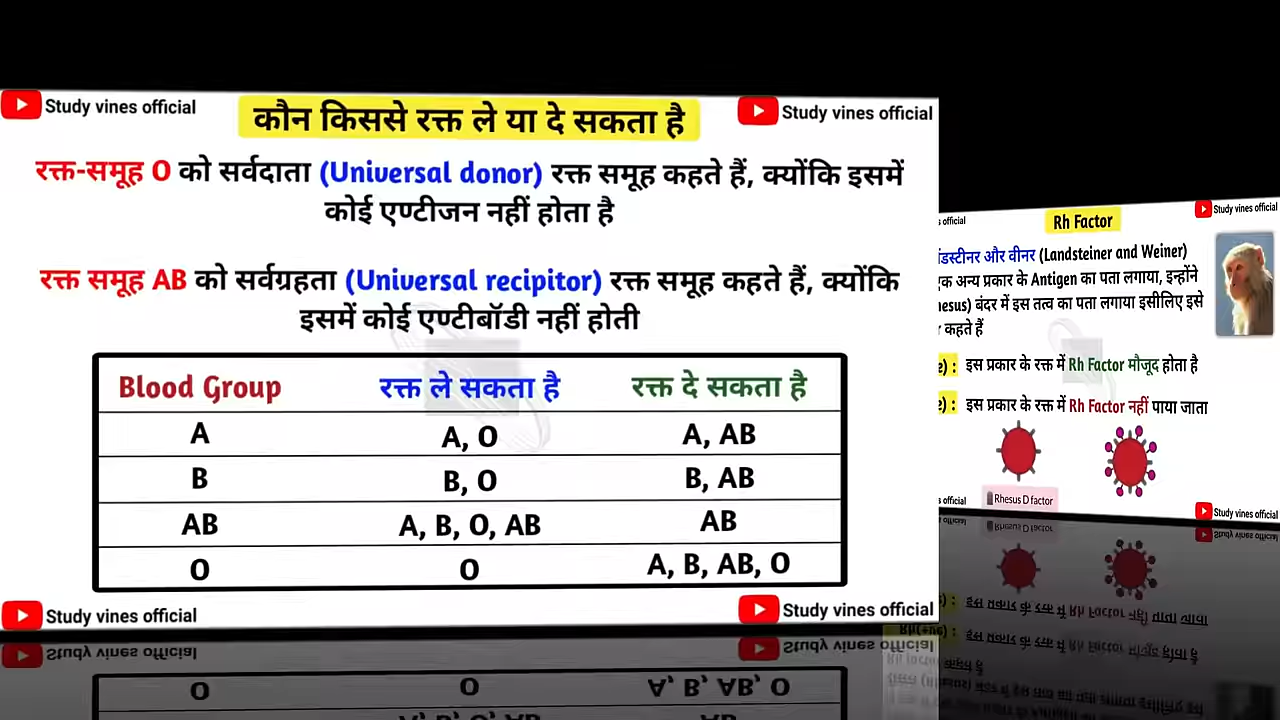 Study vines official
कौन किससे रक्त ले या दे सकता है
Study vines official
रक्त-समूह O को सर्वदाता (Universal donor) रक्त समूह कहते हैं, क्योंकि इसमें
कोई एण्टीजन नहीं होता है
रक्त समूह AB को सर्वग्रहता (Universal recipitor) रक्त समूह कहते हैं, क्योंकि
इसमें कोई एण्टीबॉडी नहीं होती
Blood Group रक्त ले सकता है रक्त दे सकता है
A A, O A, AB
B B, O B, AB
AB A, B, O, AB AB
O O A, B, AB, O
Study vines official
Study vines official
official
Rh Factor
Study vines official
और वीनर (Landsteiner and Weiner)
अन्य प्रकार के Antigen का पता लगाया, इन्होंने
बंदर में इस तत्व का पता लगाया इसीलिए इसे
कहते हैं
इस प्रकार के रक्त में Rh Factor मौजूद होता है
इस प्रकार के रक्त में Rh Factor नहीं पाया जाता
Rhesus D factor
official
Study vines official